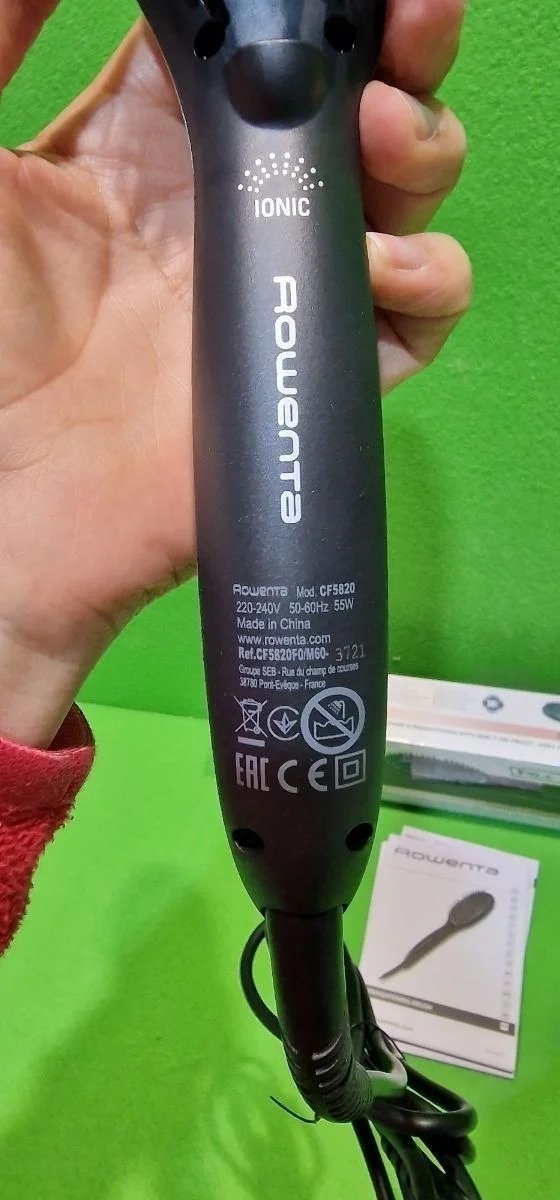 IONIC
Rowenta
Rowenta Mod. CF5820
220-240V 50-60Hz 55W
Made in China
www.rowenta.com
Ref.CF5820F0/M60- 3721
Groupe SEB - Rue du champ de courses
38780 Pont-Evêque - France
EAC CE
Rowenta